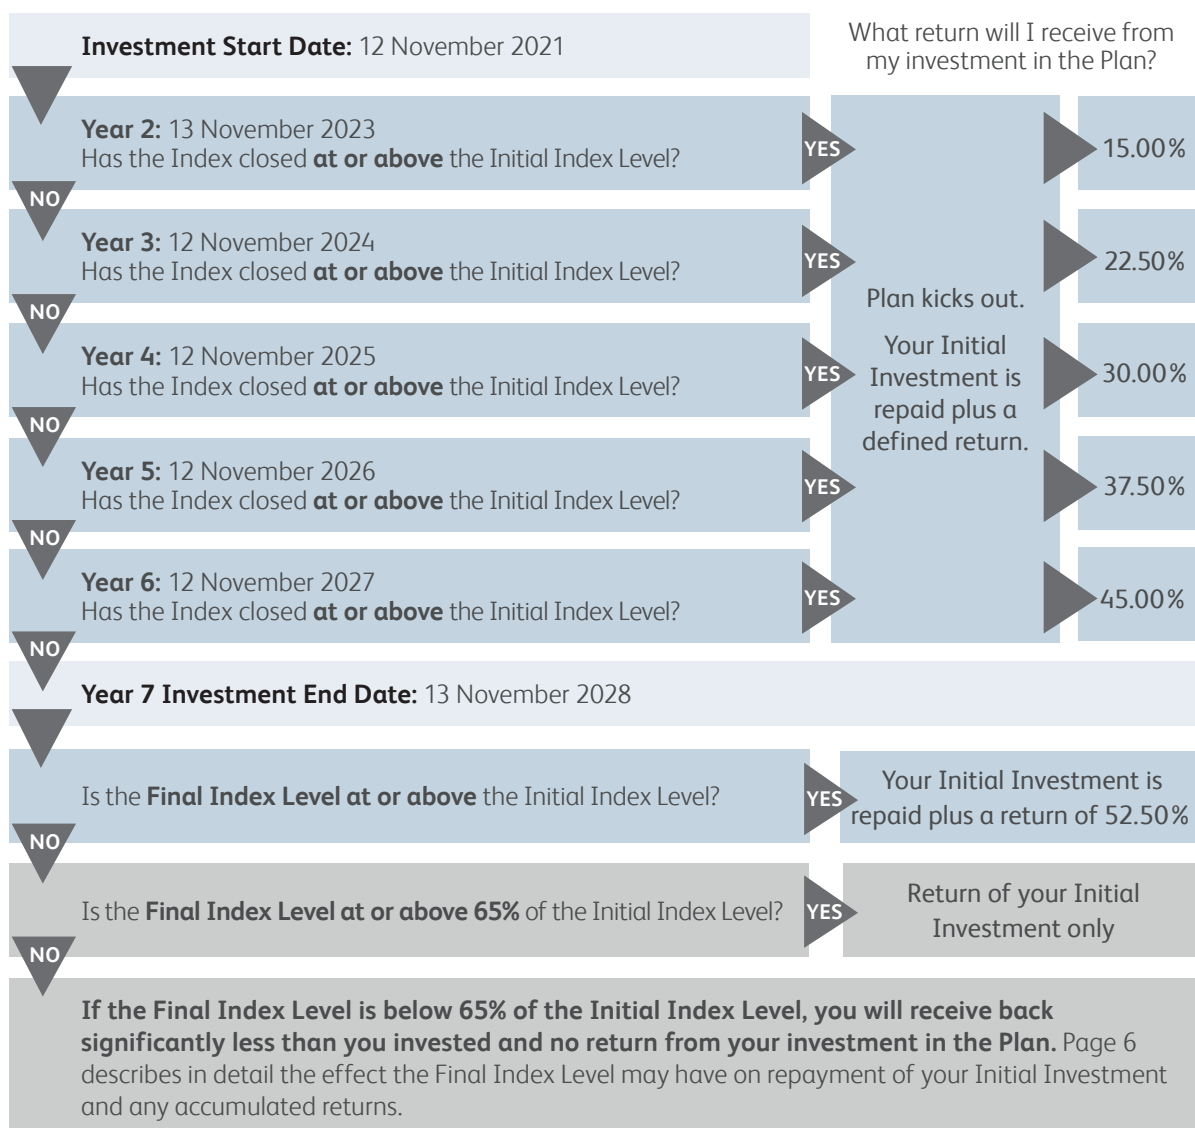 Investment Start Date: 12 November 2021
What return will I receive from
my investment in the Plan?
Year 2: 13 November 2023
Has the Index closed at or above the Initial Index Level?
YES
15.00%
NO
Year 3: 12 November 2024
Has the Index closed at or above the Initial Index Level?
YES
22.50%
NO
Year 4: 12 November 2025
Has the Index closed at or above the Initial Index Level?
YES
30.00%
NO
Year 5: 12 November 2026
Has the Index closed at or above the Initial Index Level?
YES
37.50%
NO
Year 6: 12 November 2027
Has the Index closed at or above the Initial Index Level?
YES
45.00%
Plan kicks out.
Your Initial
Investment is
repaid plus a
defined return.
NO
Year 7 Investment End Date: 13 November 2028
Is the Final Index Level at or above the Initial Index Level?
YES
Your Initial Investment is
repaid plus a return of 52.50%
NO
Is the Final Index Level at or above 65% of the Initial Index Level?
YES
Return of your Initial
Investment only
NO
If the Final Index Level is below 65% of the Initial Index Level, you will receive back
significantly less than you invested and no return from your investment in the Plan. Page 6
describes in detail the effect the Final Index Level may have on repayment of your Initial Investment
and any accumulated returns.